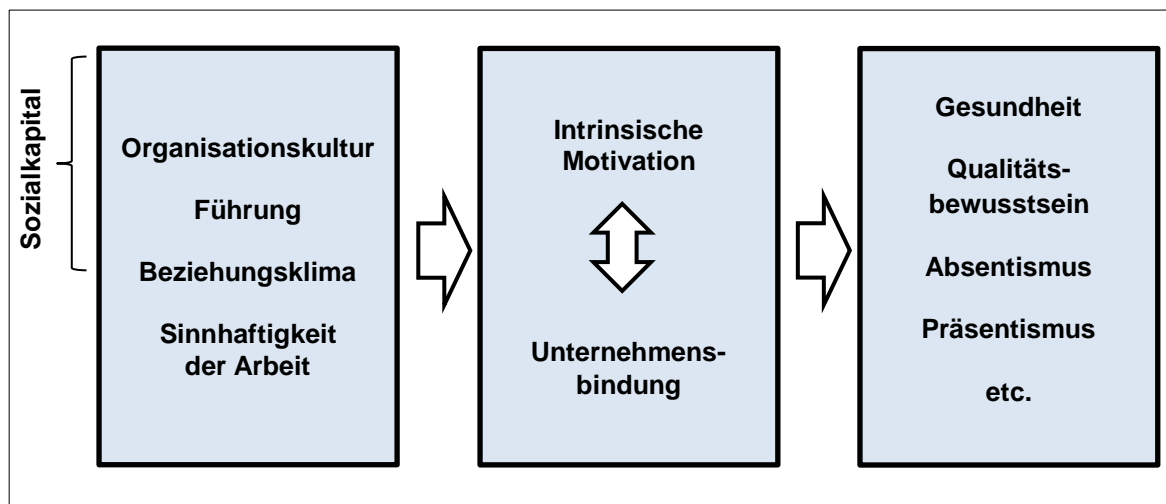 Sozialkapital
Organisationskultur
Führung
Beziehungsklima
Sinnhaftigkeit
der Arbeit
Intrinsische
Motivation
Unternehmens-
bindung
Gesundheit
Qualitäts-
bewusstsein
Absentismus
Präsentismus
etc.